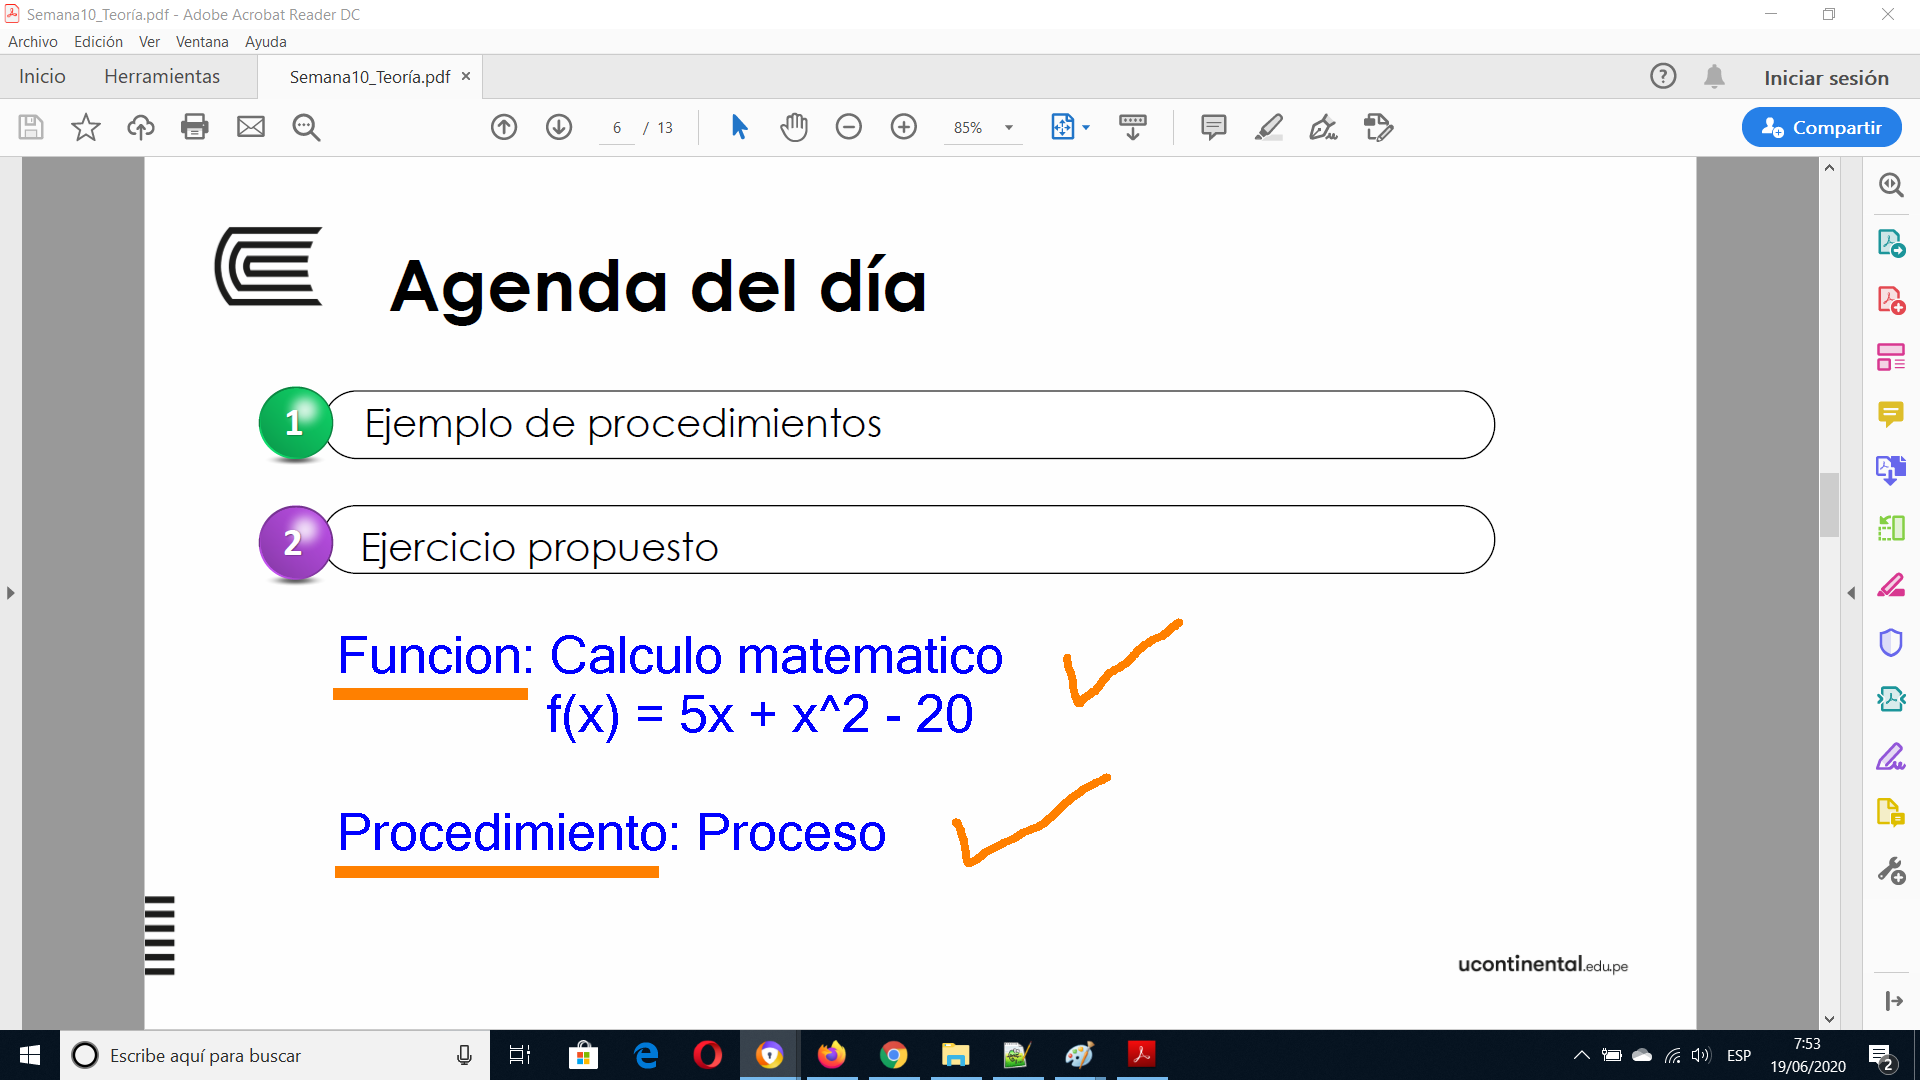 Semana10_Teoría.pdf - Adobe Acrobat Reader DC
Archivo Edición Ver Ventana Ayuda
Inicio Herramientas Semana10_Teoría.pdf × Iniciar sesión
6 / 13 85% Compartir
Agenda del día
1 Ejemplo de procedimientos
2 Ejercicio propuesto
Funcion: Calculo matematico
f(x) = 5x + x^2 - 20
Procedimiento: Proceso
ucontinental.edu.pe
Escribe aquí para buscar
ESP
7:53
19/06/2020
2